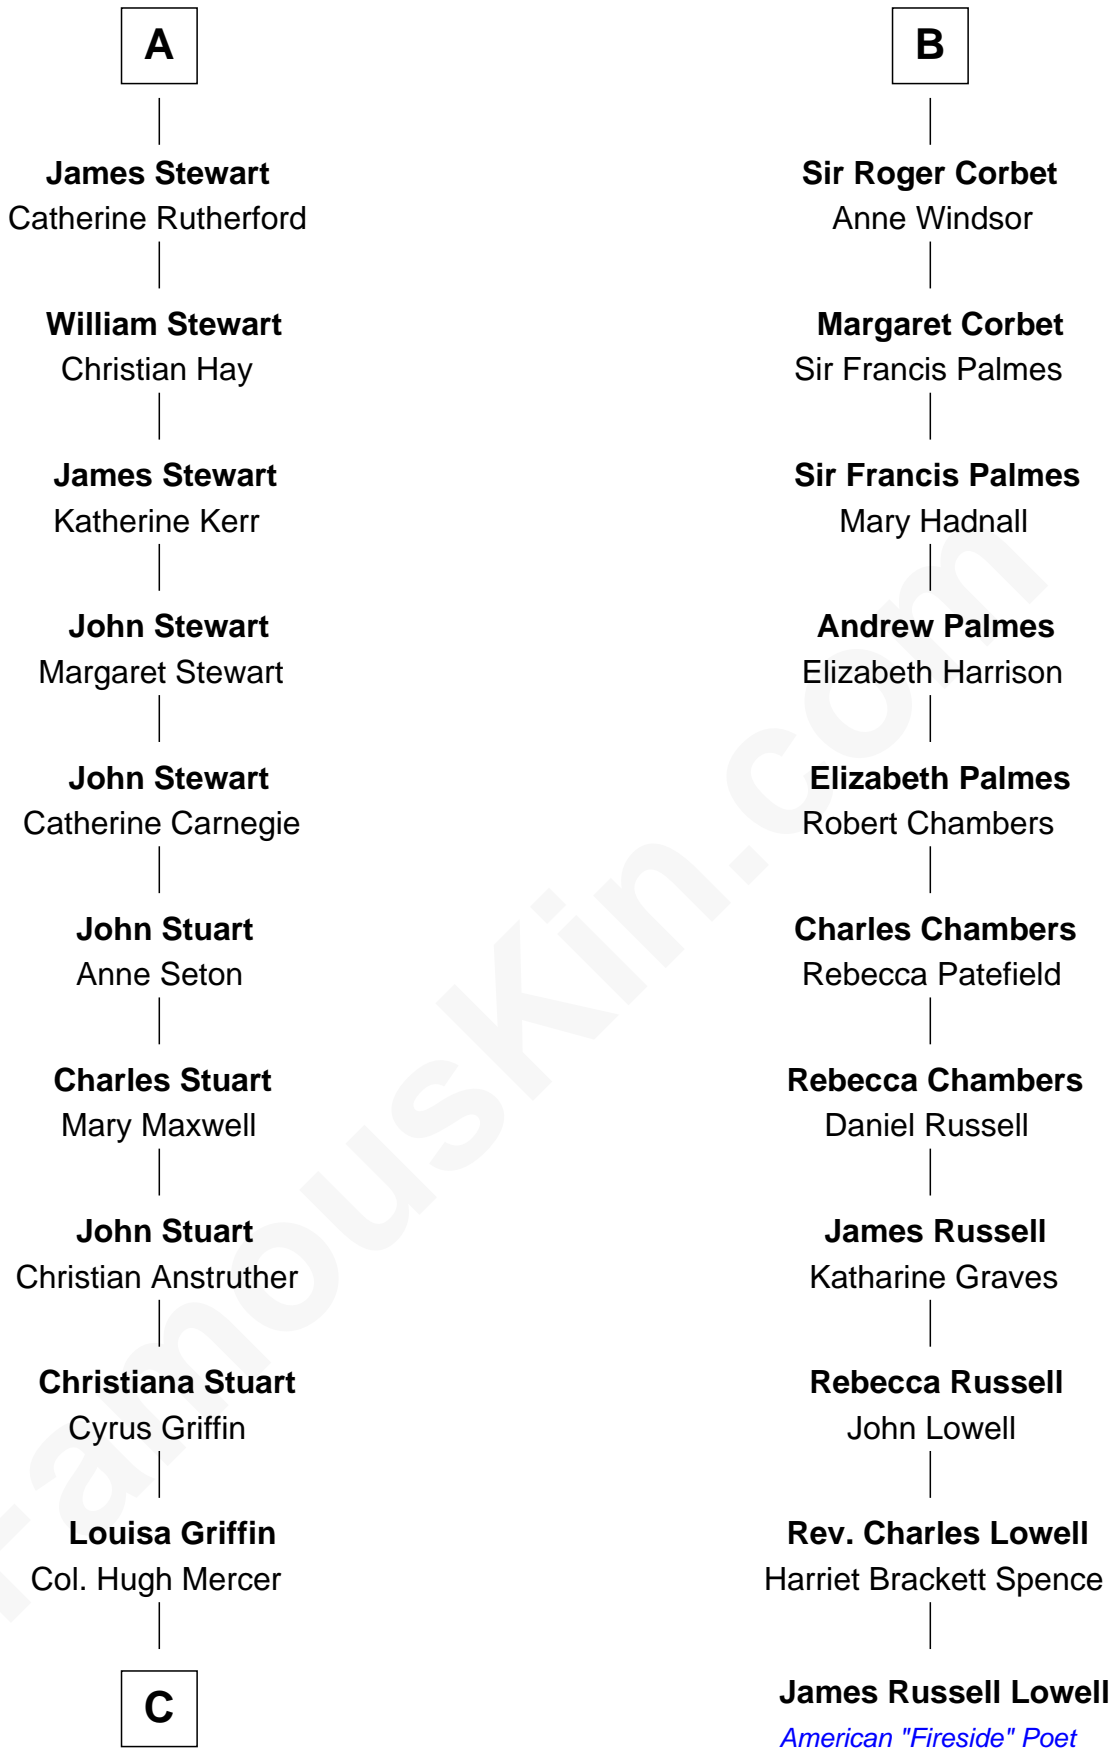 A
James Stewart
Catherine Rutherford
William Stewart
Christian Hay
James Stewart
Katherine Kerr
John Stewart
Margaret Stewart
John Stewart
Catherine Carnegie
John Stuart
Anne Seton
Charles Stuart
Mary Maxwell
John Stuart
Christian Anstruther
Christiana Stuart
Cyrus Griffin
Louisa Griffin
Col. Hugh Mercer
C
B
Sir Roger Corbet
Anne Windsor
Margaret Corbet
Sir Francis Palmes
Sir Francis Palmes
Mary Hadnall
Andrew Palmes
Elizabeth Harrison
Elizabeth Palmes
Robert Chambers
Charles Chambers
Rebecca Patefield
Rebecca Chambers
Daniel Russell
James Russell
Katharine Graves
Rebecca Russell
John Lowell
Rev. Charles Lowell
Harriet Brackett Spence
James Russell Lowell
American "Fireside" Poet
FamousKin.com